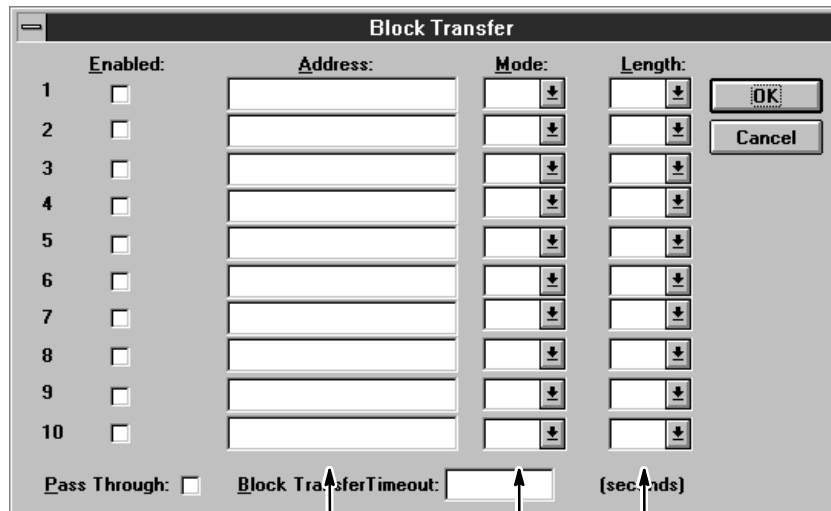 Block Transfer
Enabled: Address: Mode: Length:
1 OK
2 Cancel
3
4
5
6
7
8
9
10
Pass Through: Block TransferTimeout: (seconds)